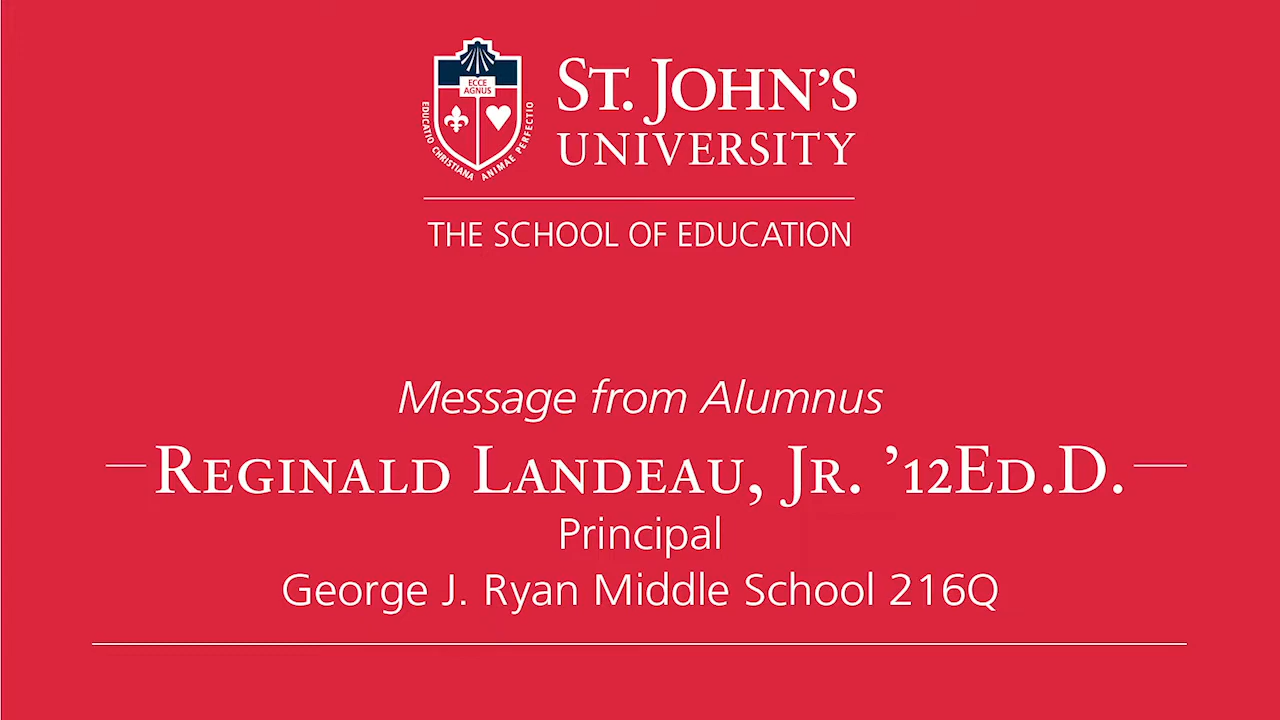 ECCE
AGNUS
EDUCATIO CHRISTIANA ANIMAE PERFECTIO
ST. JOHN’S
UNIVERSITY
THE SCHOOL OF EDUCATION
Message from Alumnus
REGINALD LANDEAU, JR. ’12ED.D.
Principal
George J. Ryan Middle School 216Q